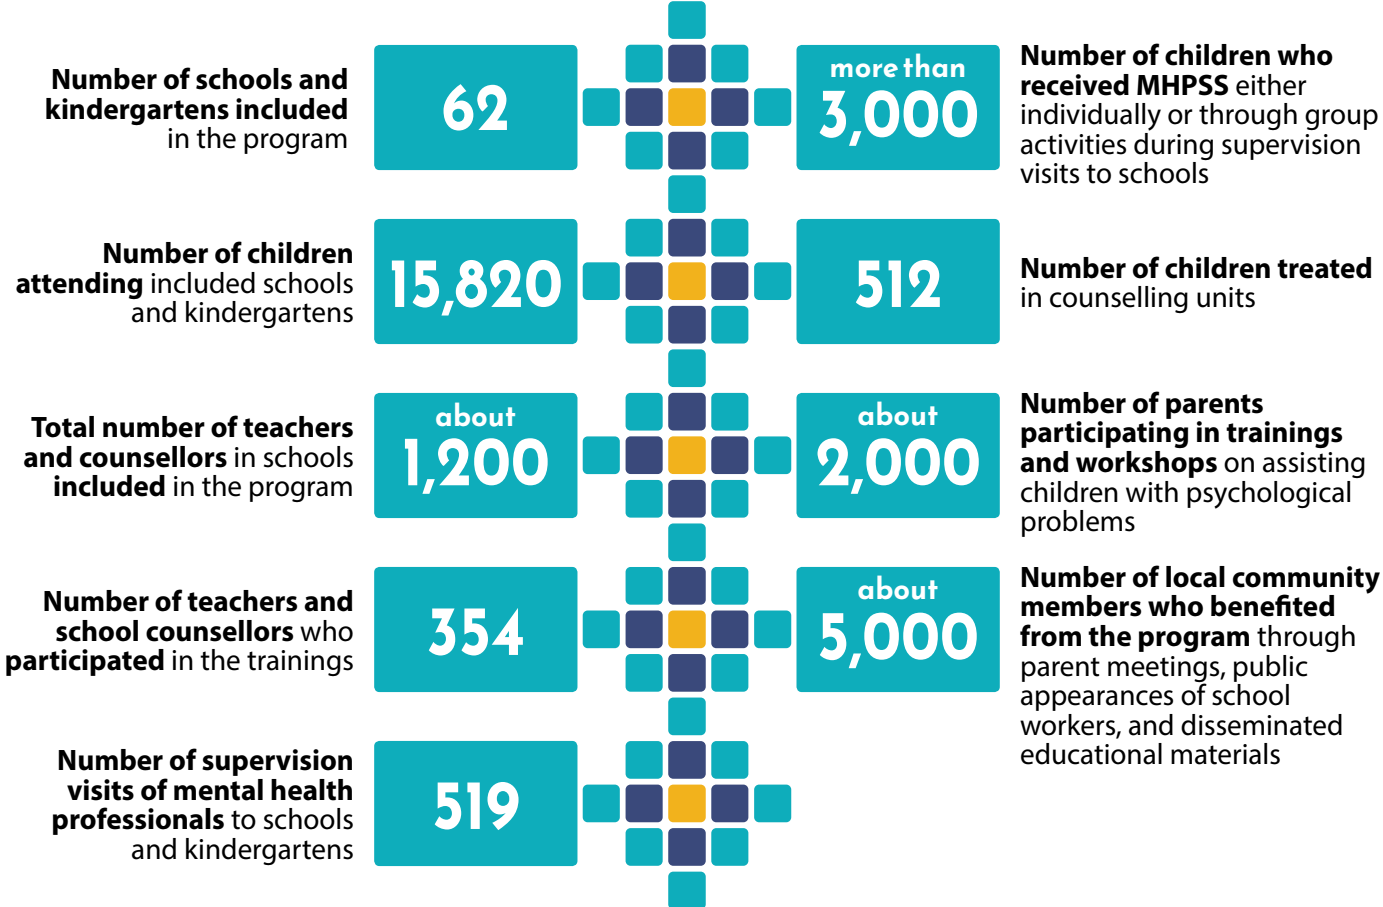 Number of schools and
kindergartens included
in the program
62
Number of children
attending included schools
and kindergartens
15,820
Total number of teachers
and counsellors in schools
included in the program
about
1,200
Number of teachers and
school counsellors who
participated in the trainings
354
Number of supervision
visits of mental health
professionals to schools
and kindergartens
519
more than
3,000
Number of children who
received MHPSS either
individually or through group
activities during supervision
visits to schools
512
Number of children treated
in counselling units
about
2,000
Number of parents
participating in trainings
and workshops on assisting
children with psychological
problems
about
5,000
Number of local community
members who benefited
from the program through
parent meetings, public
appearances of school
workers, and disseminated
educational materials